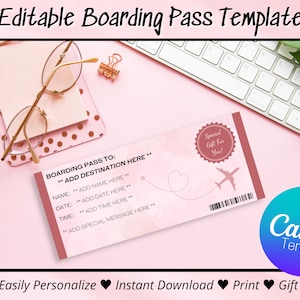 Editable Boarding Pass Template
BOARDING PASS TO:
** ADD DESTINATION HERE **
NAME: ** ADD NAME HERE **
DATE: ** ADD DATE HERE **
TIME: ** ADD TIME HERE **
** ADD SPECIAL MESSAGE HERE **
Special
Gift For
You!
Easily Personalize ♥ Instant Download ♥ Print ♥ Gift